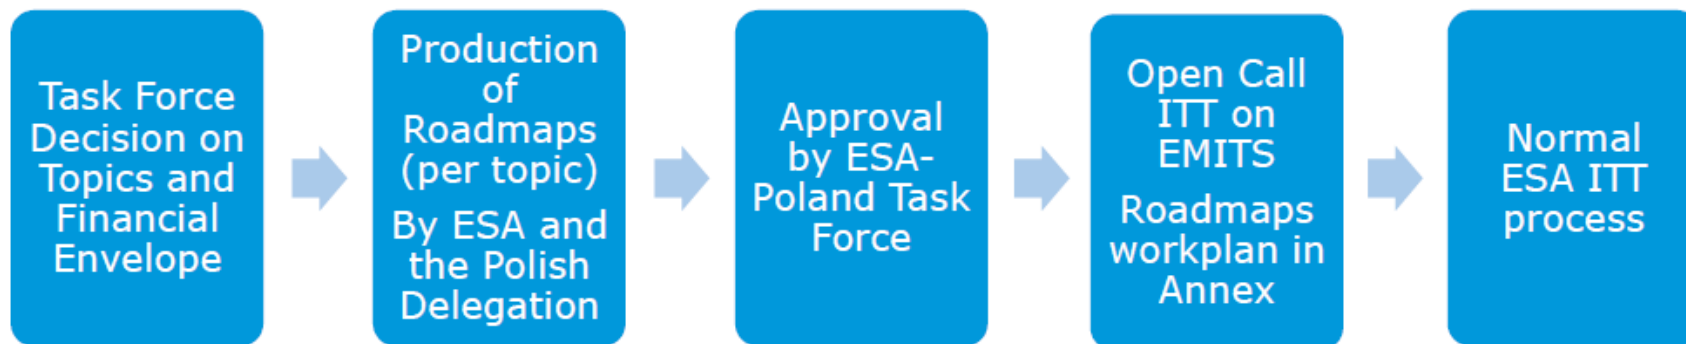 Task Force
Decision on
Topics and
Financial
Envelope
Production
of
Roadmaps
(per topic)
By ESA and
the Polish
Delegation
Approval
by ESA-
Poland Task
Force
Open Call
ITT on
EMITS
Roadmaps
workplan in
Annex
Normal
ESA ITT
process